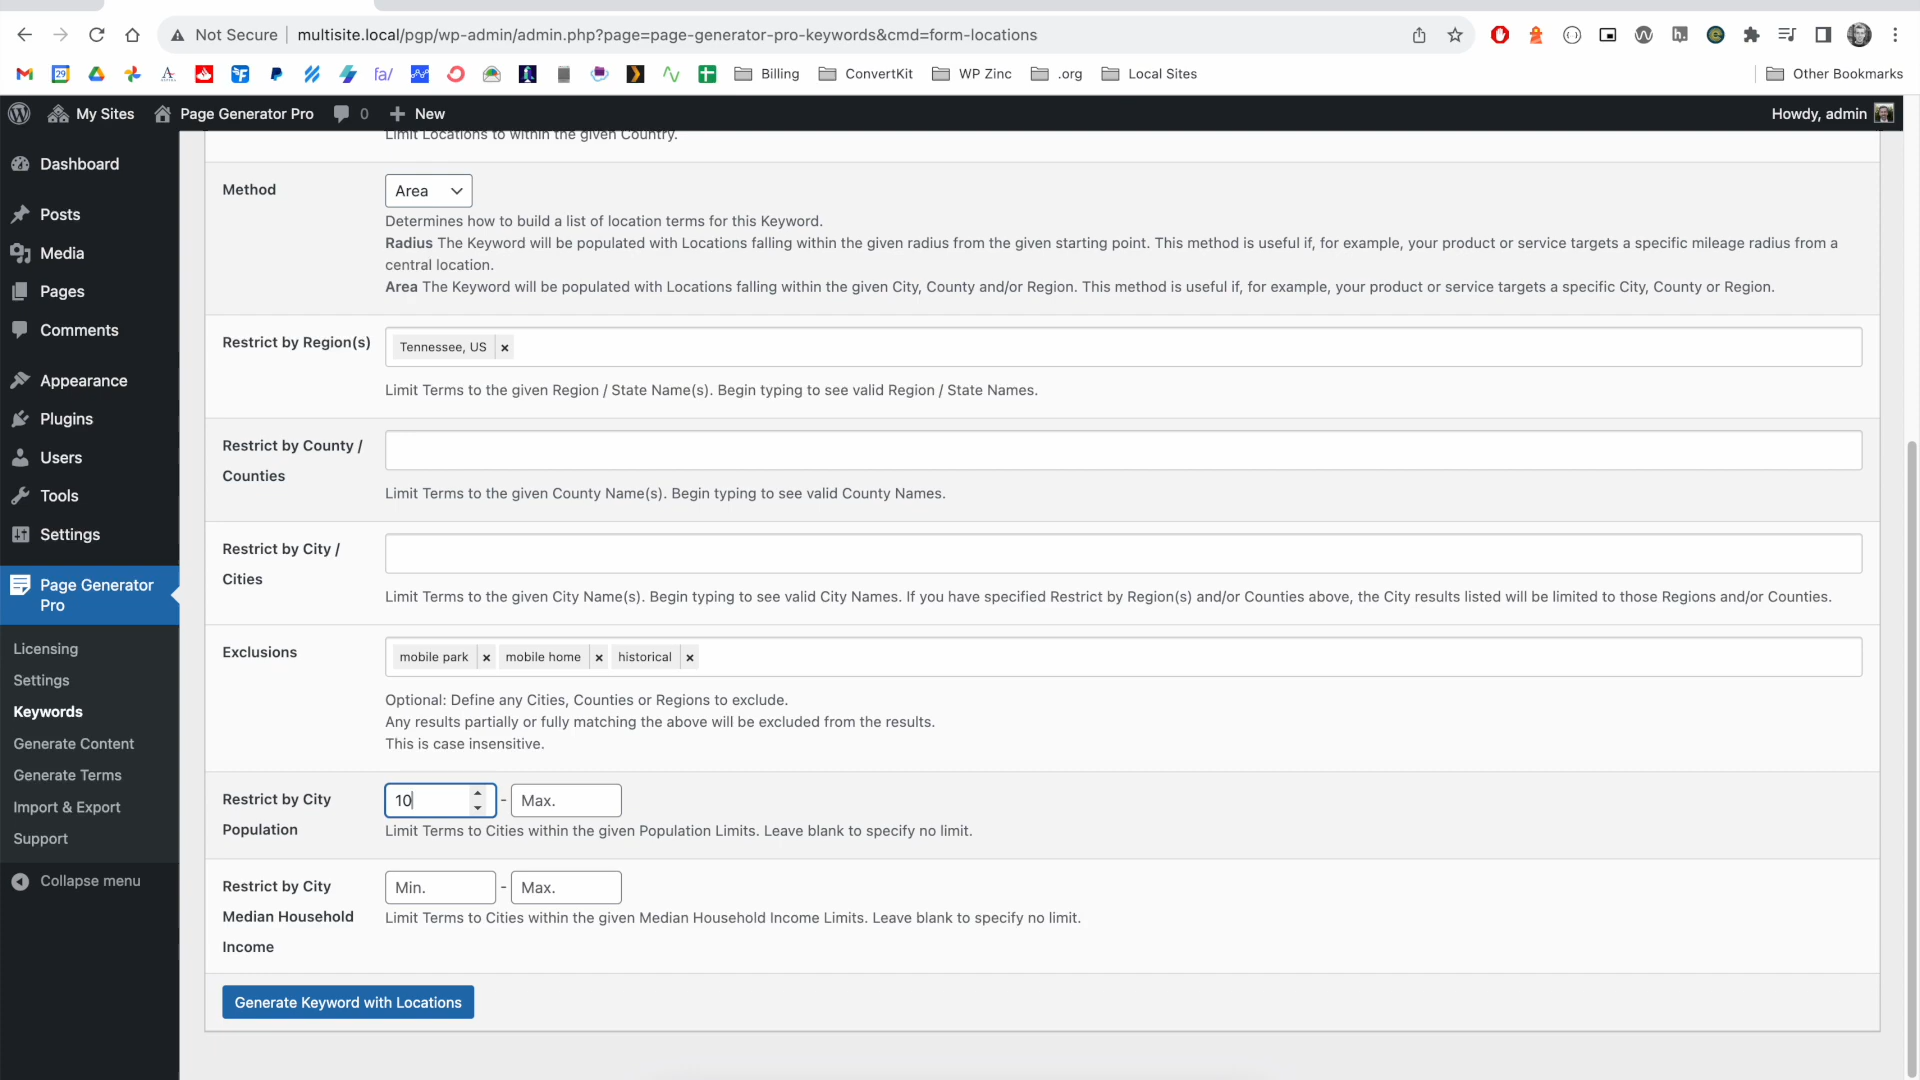 Not Secure
multisite.local/pgp/wp-admin/admin.php?page=page-generator-pro-keywords&cmd=form-locations
Billing
ConvertKit
WP Zinc
.org
Local Sites
Other Bookmarks
My Sites
Page Generator Pro
0
New
Howdy, admin
Dashboard
Posts
Media
Pages
Comments
Appearance
Plugins
Users
Tools
Settings
Page Generator
Pro
Licensing
Settings
Keywords
Generate Content
Generate Terms
Import & Export
Support
Collapse menu
Limit Locations to within the given Country.
Method
Area
Determines how to build a list of location terms for this Keyword.
Radius The Keyword will be populated with Locations falling within the given radius from the given starting point. This method is useful if, for example, your product or service targets a specific mileage radius from a
central location.
Area The Keyword will be populated with Locations falling within the given City, County and/or Region. This method is useful if, for example, your product or service targets a specific City, County or Region.
Restrict by Region(s)
Tennessee, US ×
Limit Terms to the given Region / State Name(s). Begin typing to see valid Region / State Names.
Restrict by County /
Counties
Limit Terms to the given County Name(s). Begin typing to see valid County Names.
Restrict by City /
Cities
Limit Terms to the given City Name(s). Begin typing to see valid City Names. If you have specified Restrict by Region(s) and/or Counties above, the City results listed will be limited to those Regions and/or Counties.
Exclusions
mobile park × mobile home × historical ×
Optional: Define any Cities, Counties or Regions to exclude.
Any results partially or fully matching the above will be excluded from the results.
This is case insensitive.
Restrict by City
Population
10 - Max.
Limit Terms to Cities within the given Population Limits. Leave blank to specify no limit.
Restrict by City
Median Household
Income
Min. - Max.
Limit Terms to Cities within the given Median Household Income Limits. Leave blank to specify no limit.
Generate Keyword with Locations